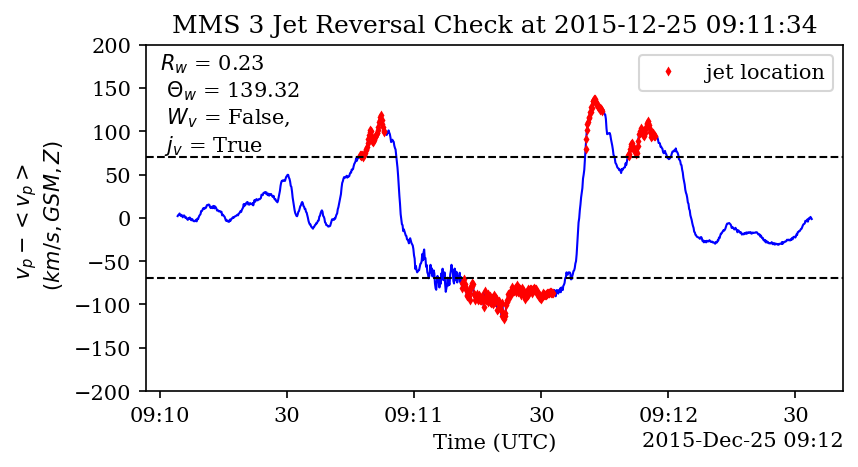 MMS 3 Jet Reversal Check at 2015-12-25 09:11:34
R_w = 0.23
Θ_w = 139.32
W_v = False,
j_v = True
jet location
v_p − < v_p >
(km/s, GSM, Z)
200
150
100
50
0
−50
−100
−150
−200
09:10 30 09:11 30 09:12 30
Time (UTC)
2015-Dec-25 09:12